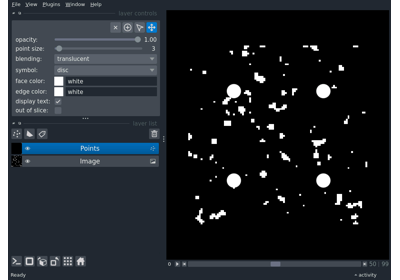 File View Plugins Window Help
layer controls
opacity: 1.00
point size: 3
blending: translucent
symbol: disc
face color: white
edge color: white
display text:
out of slice:
layer list
Points
Image
50 99
Ready
activity